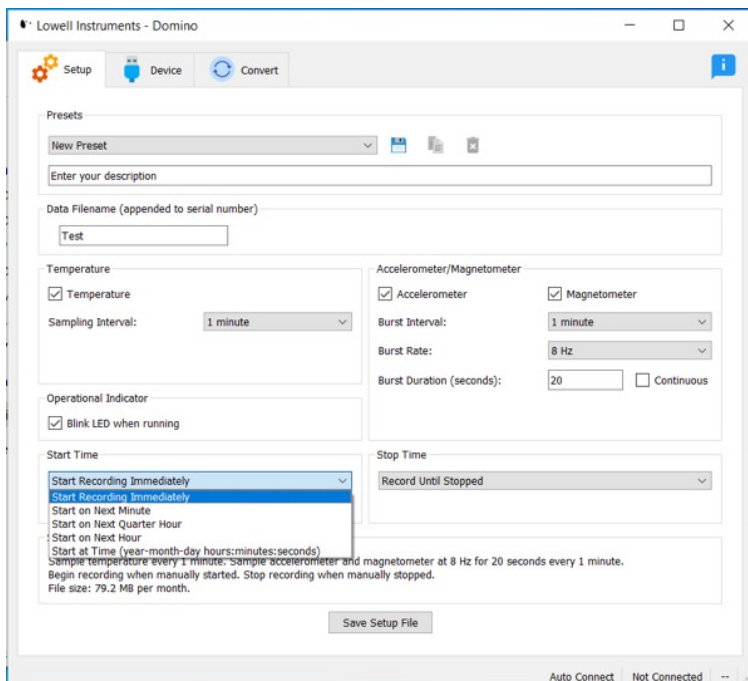 Lowell Instruments - Domino
Setup Device Convert
Presets
New Preset
Enter your description
Data Filename (appended to serial number)
Test
Temperature
Temperature
Sampling Interval: 1 minute
Accelerometer/Magnetometer
Accelerometer Magnetometer
Burst Interval: 1 minute
Burst Rate: 8 Hz
Burst Duration (seconds): 20 Continuous
Operational Indicator
Blink LED when running
Start Time
Start Recording Immediately
Start Recording Immediately
Start on Next Minute
Start on Next Quarter Hour
Start on Next Hour
Start at Time (year-month-day hours:minutes:seconds)
Stop Time
Record Until Stopped
Sample temperature every 1 minute. Sample accelerometer and magnetometer at 8 Hz for 20 seconds every 1 minute.
Begin recording when manually started. Stop recording when manually stopped.
File size: 79.2 MB per month.
Save Setup File
Auto Connect Not Connected --